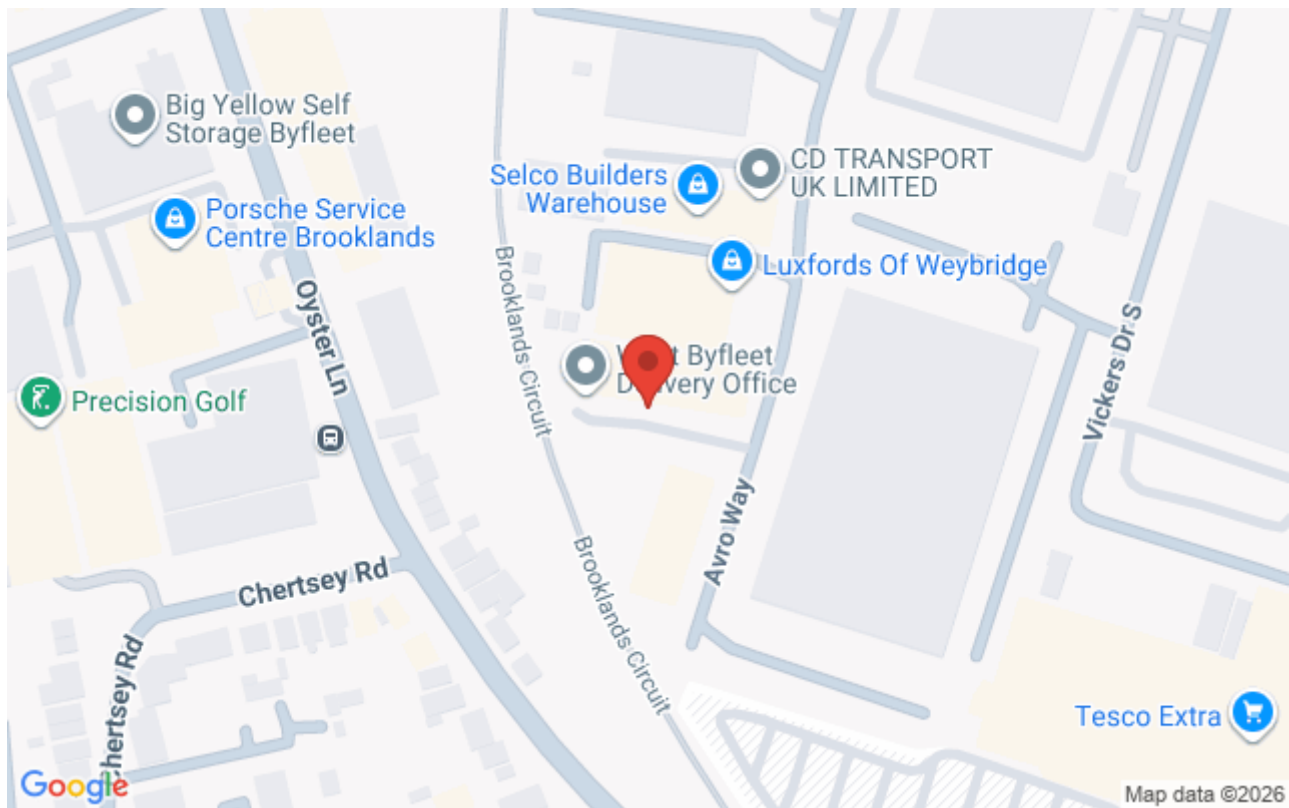 Big Yellow Self
Storage Byfleet
CD TRANSPORT
UK LIMITED
Selco Builders
Warehouse
Porsche Service
Centre Brooklands
Luxfords Of Weybridge
Brooklands Circuit
Oyster Ln
Vickers Dr S
Byfleet
Delivery Office
Precision Golf
Avro Way
Brooklands Circuit
Chertsey Rd
Chertsey Rd
Tesco Extra
Google
Map data ©2026